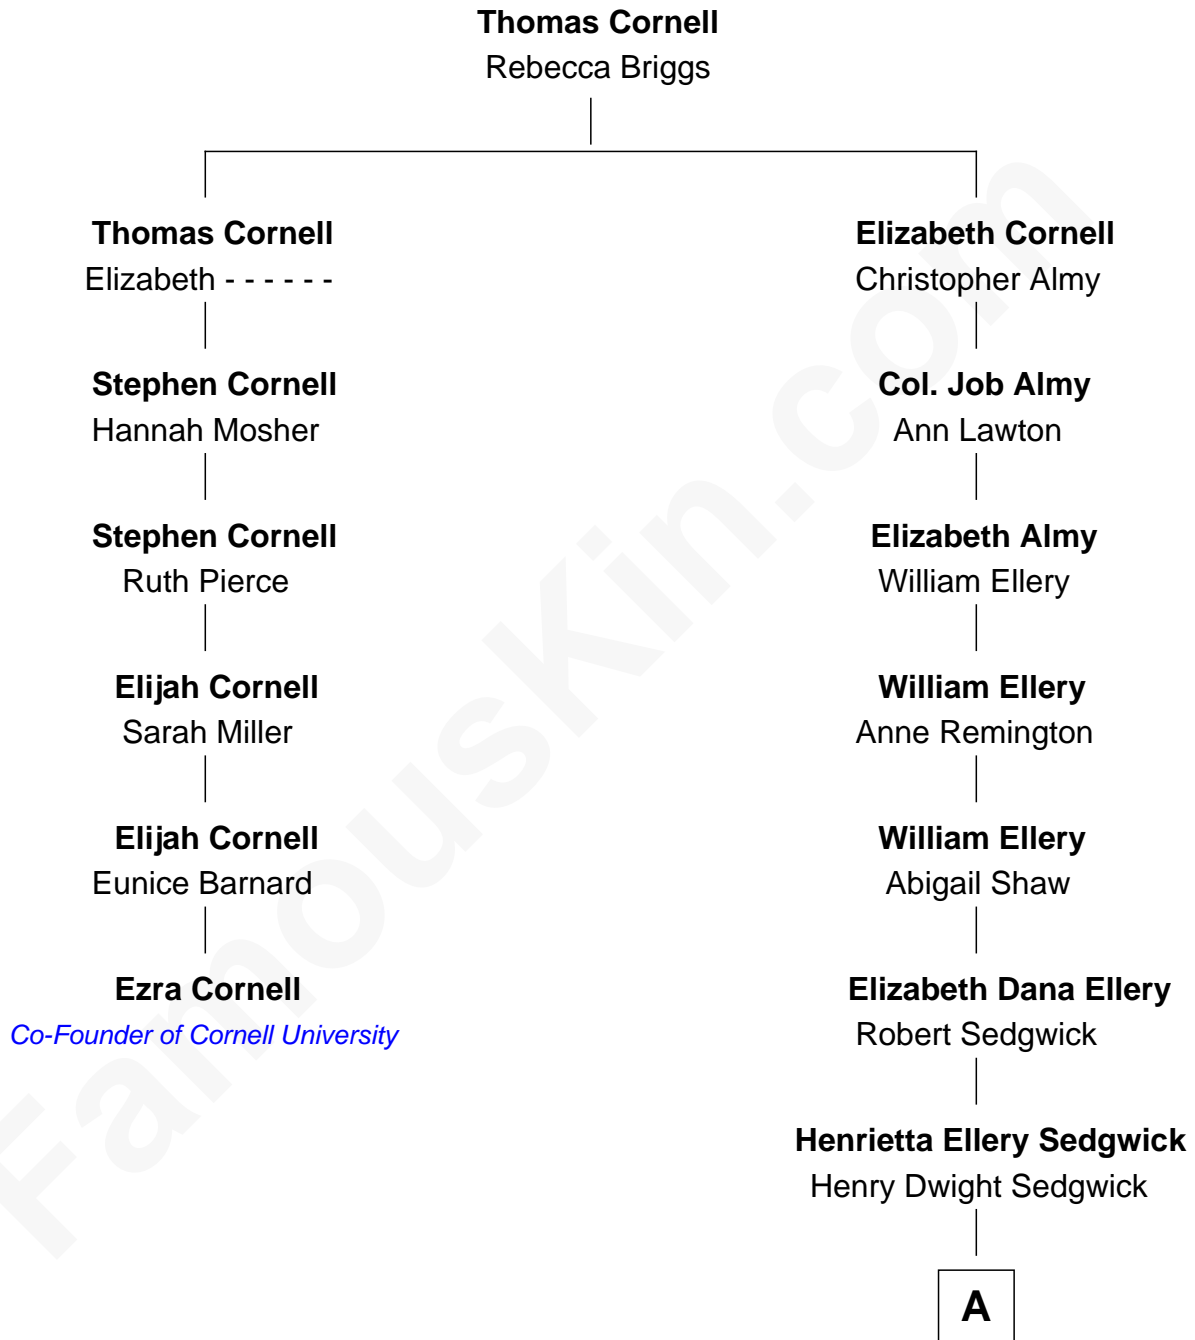 Thomas Cornell
Rebecca Briggs
Thomas Cornell
Elizabeth - - - - - -
Stephen Cornell
Hannah Mosher
Stephen Cornell
Ruth Pierce
Elijah Cornell
Sarah Miller
Elijah Cornell
Eunice Barnard
Ezra Cornell
Co-Founder of Cornell University
Elizabeth Cornell
Christopher Almy
Col. Job Almy
Ann Lawton
Elizabeth Almy
William Ellery
William Ellery
Anne Remington
William Ellery
Abigail Shaw
Elizabeth Dana Ellery
Robert Sedgwick
Henrietta Ellery Sedgwick
Henry Dwight Sedgwick
A
FamousKin.com